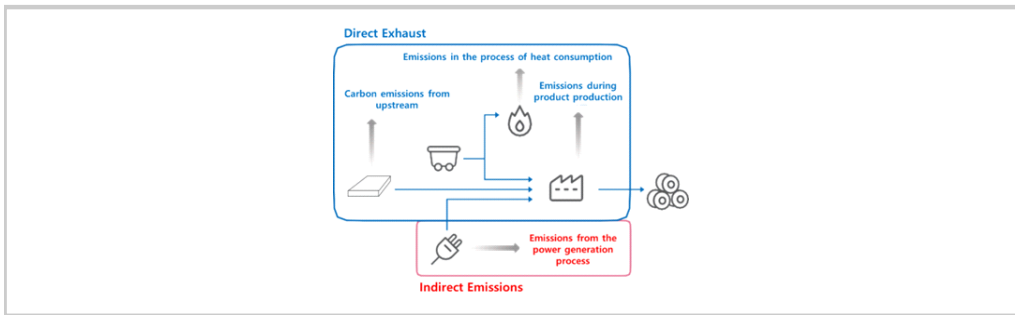 Direct Exhaust
Emissions in the process of heat consumption
Emissions during
product production
Carbon emissions from
upstream
Emissions from the
power generation
process
Indirect Emissions